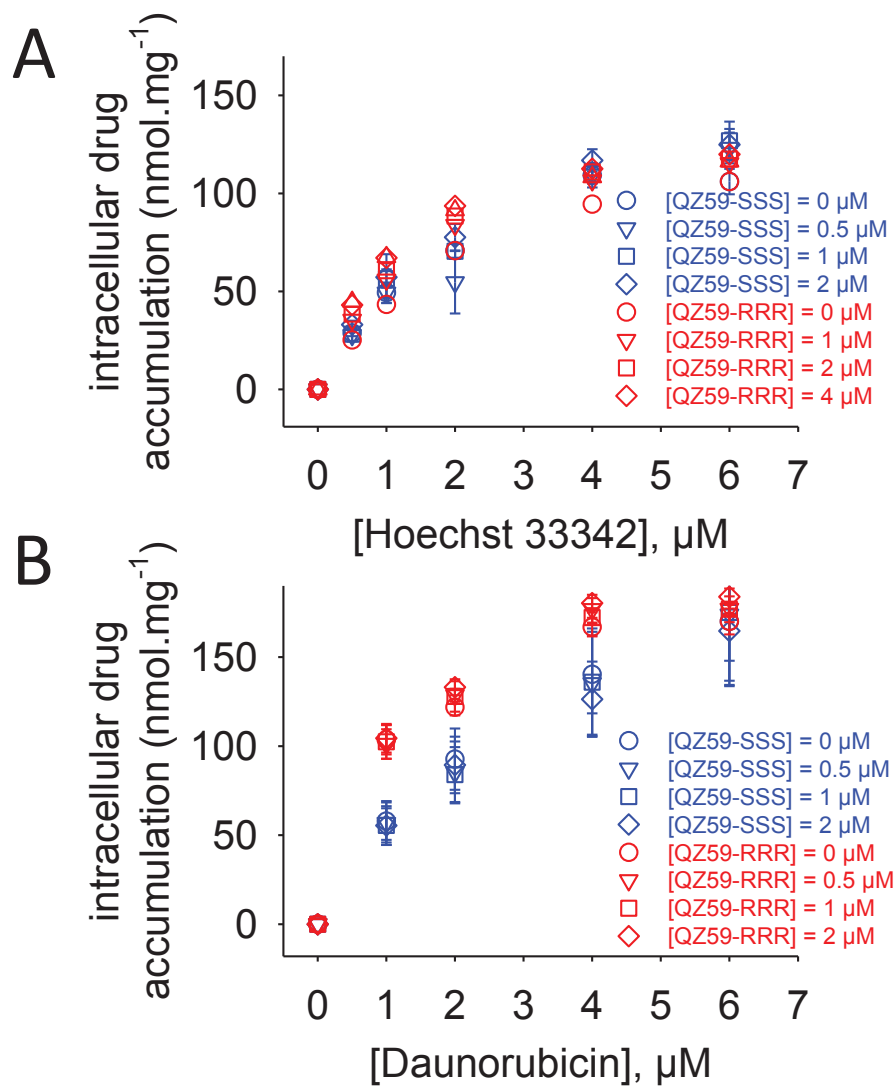 A
intracellular drug
accumulation (nmol.mg-1)
150
100
50
0
[QZ59-SSS] = 0 µM
[QZ59-SSS] = 0.5 µM
[QZ59-SSS] = 1 µM
[QZ59-SSS] = 2 µM
[QZ59-RRR] = 0 µM
[QZ59-RRR] = 1 µM
[QZ59-RRR] = 2 µM
[QZ59-RRR] = 4 µM
0 1 2 3 4 5 6 7
[Hoechst 33342], µM
B
intracellular drug
accumulation (nmol.mg-1)
150
100
50
0
[QZ59-SSS] = 0 µM
[QZ59-SSS] = 0.5 µM
[QZ59-SSS] = 1 µM
[QZ59-SSS] = 2 µM
[QZ59-RRR] = 0 µM
[QZ59-RRR] = 0.5 µM
[QZ59-RRR] = 1 µM
[QZ59-RRR] = 2 µM
0 1 2 3 4 5 6 7
[Daunorubicin], µM